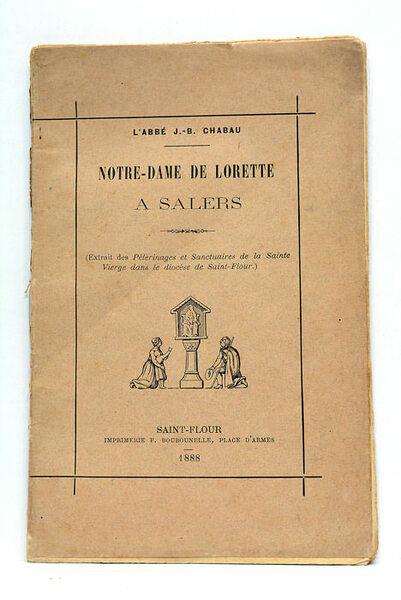 L'ABBÉ J.-B. CHABAU
NOTRE-DAME DE LORETTE
A SALERS
(Extrait des Pèlerinages et Sanctuaires de la Sainte
Vierge dans le diocèse de Saint-Flour.)
SAINT-FLOUR
IMPRIMERIE F. BOUBOUNELLE, PLACE D'ARMES
1888